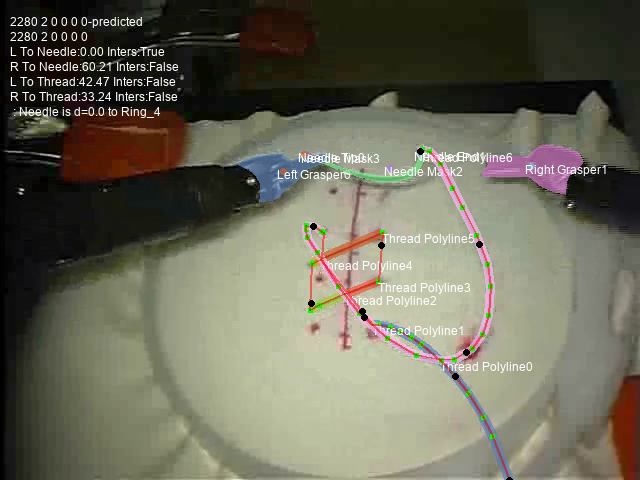 2280 2 0 0 0 0-predicted
2280 2 0 0 0 0
L To Needle:0.00 Inters:True
R To Needle:60.21 Inters:False
L To Thread:42.47 Inters:False
R To Thread:33.24 Inters:False
: Needle is d=0.0 to Ring_4
Needle Mask3
Thread Polyline6
Needle Mask2
Left Grasper0
Right Grasper1
Thread Polyline5
Thread Polyline4
Thread Polyline3
Thread Polyline2
Thread Polyline1
Thread Polyline0